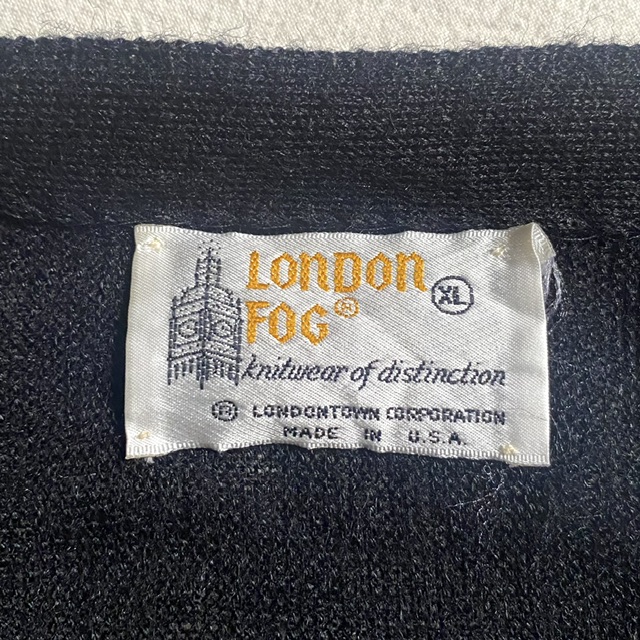 LONDON
FOG®
XL
knitwear of distinction
® LONDONTOWN CORPORATION
MADE IN U.S.A.